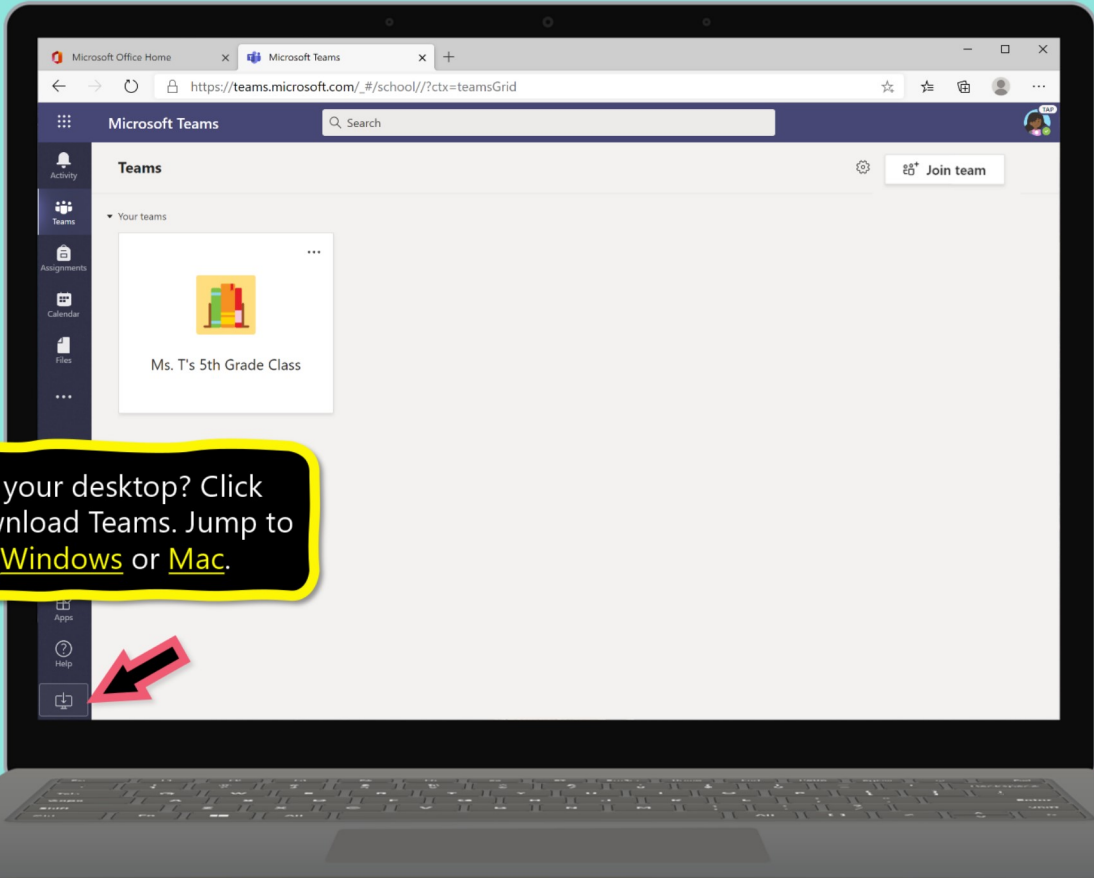 Microsoft Office Home
Microsoft Teams
https://teams.microsoft.com/_#/school//?ctx=teamsGrid
Microsoft Teams
Search
TAP
Activity
Teams
Join team
Teams
Your teams
Assignments
Calendar
Files
Ms. T's 5th Grade Class
your desktop? Click
wnload Teams. Jump to
Windows or Mac.
Apps
Help